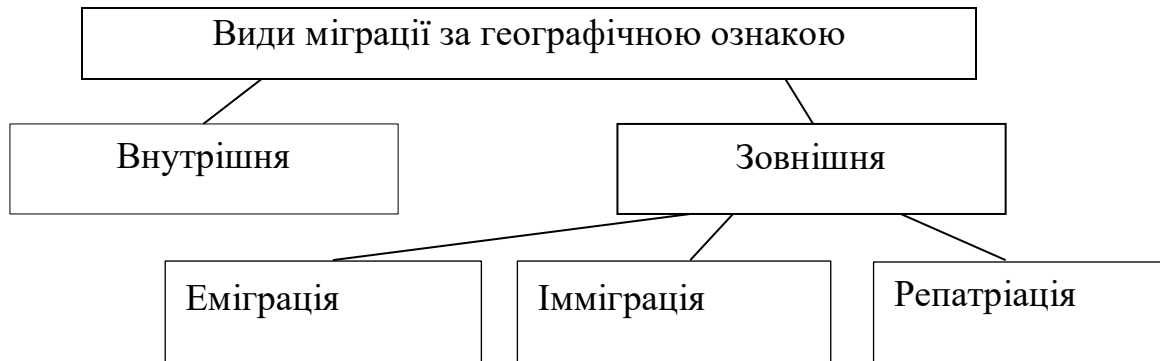 Види міграції за географічною ознакою
Внутрішня
Зовнішня
Еміграція
Імміграція
Репатріація